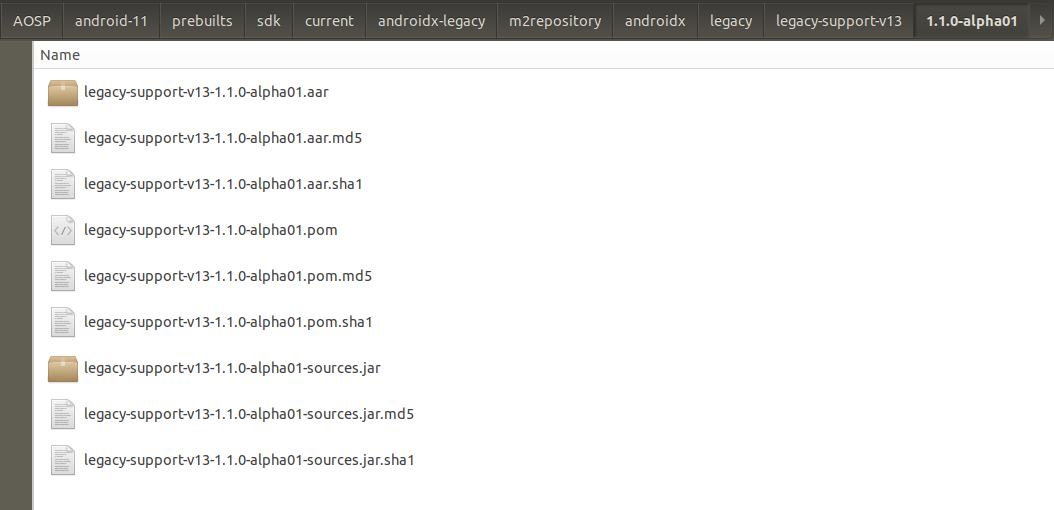 AOSP android-11 prebuilts sdk current androidx-legacy m2repository androidx legacy legacy-support-v13 1.1.0-alpha01
Name
legacy-support-v13-1.1.0-alpha01.aar
legacy-support-v13-1.1.0-alpha01.aar.md5
legacy-support-v13-1.1.0-alpha01.aar.sha1
legacy-support-v13-1.1.0-alpha01.pom
legacy-support-v13-1.1.0-alpha01.pom.md5
legacy-support-v13-1.1.0-alpha01.pom.sha1
legacy-support-v13-1.1.0-alpha01-sources.jar
legacy-support-v13-1.1.0-alpha01-sources.jar.md5
legacy-support-v13-1.1.0-alpha01-sources.jar.sha1